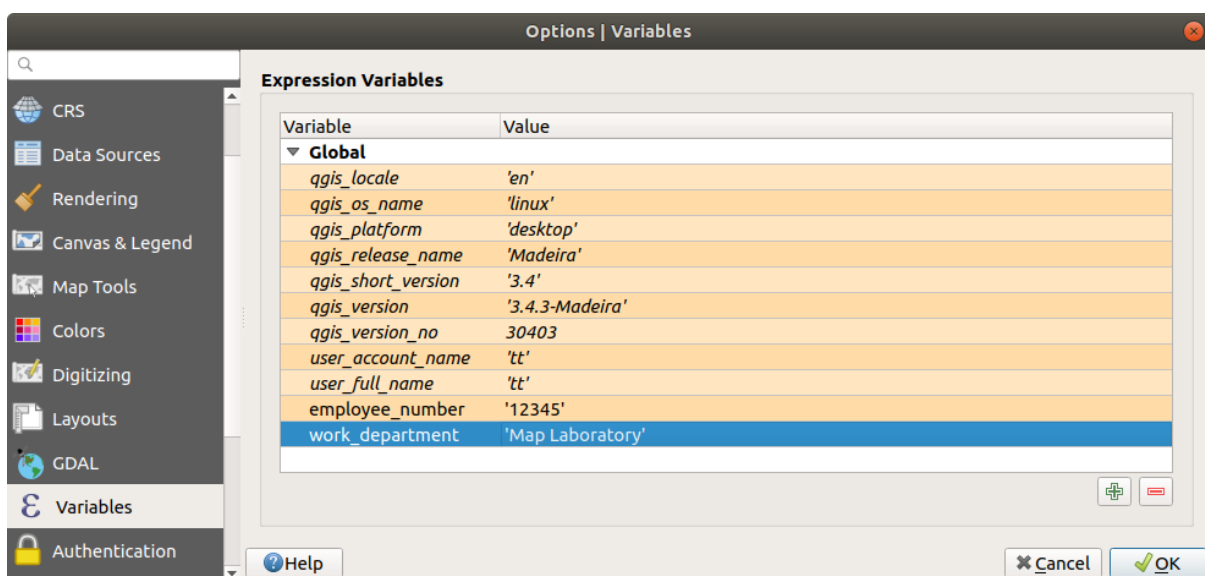 Options | Variables
CRS
Data Sources
Rendering
Canvas & Legend
Map Tools
Colors
Digitizing
Layouts
GDAL
Variables
Authentication
Expression Variables
Variable Value
Global
qgis_locale 'en'
qgis_os_name 'linux'
qgis_platform 'desktop'
qgis_release_name 'Madeira'
qgis_short_version '3.4'
qgis_version '3.4.3-Madeira'
qgis_version_no 30403
user_account_name 'tt'
user_full_name 'tt'
employee_number '12345'
work_department 'Map Laboratory'
Help
Cancel
OK